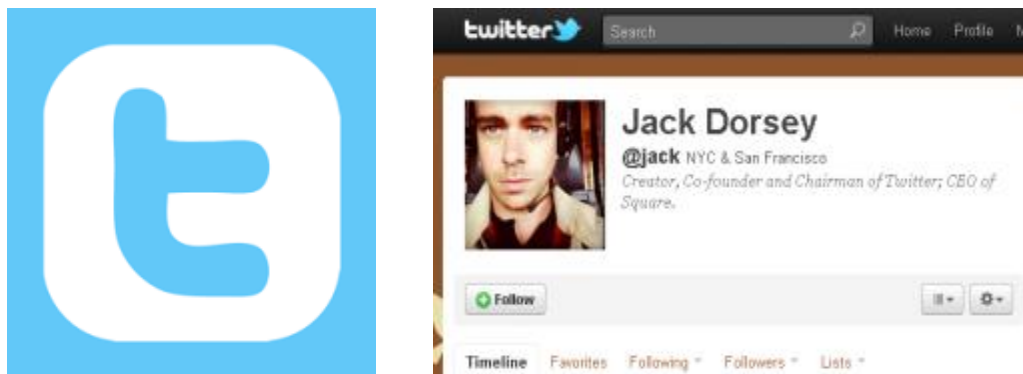 t
twitter
Search Home Profile
Jack Dorsey
@jack NYC & San Francisco
Creator, Co-founder and Chairman of Twitter; CEO of
Square.
Follow
Timeline Favorites Following Followers Lists